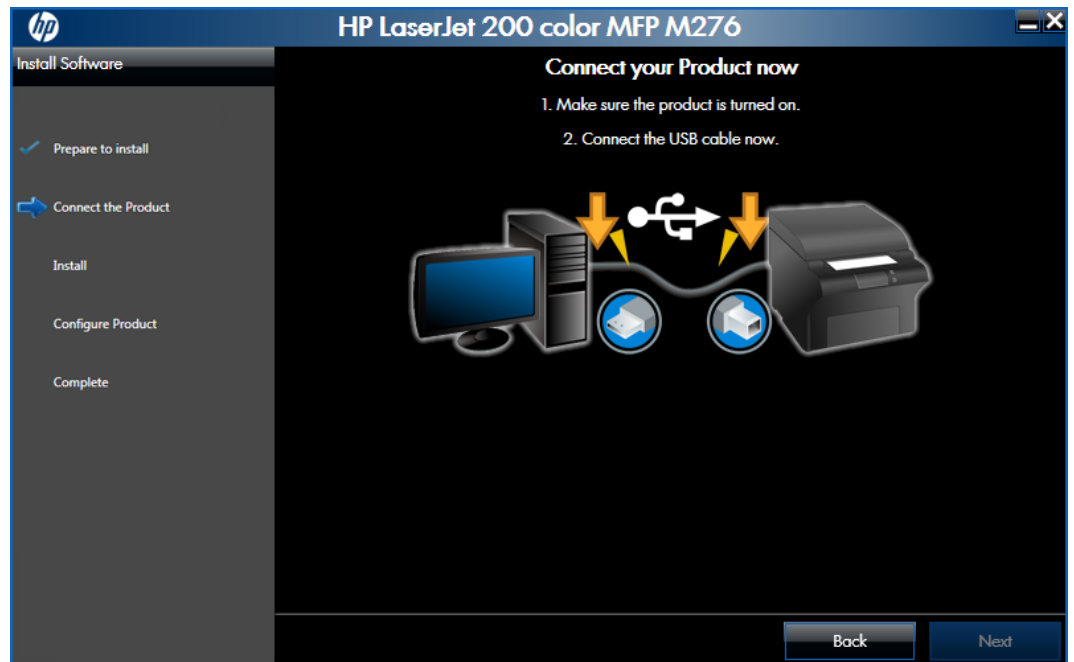 hp
HP LaserJet 200 color MFP M276
Install Software
Prepare to install
Connect the Product
Install
Configure Product
Complete
Connect your Product now
1. Make sure the product is turned on.
2. Connect the USB cable now.
Back
Next